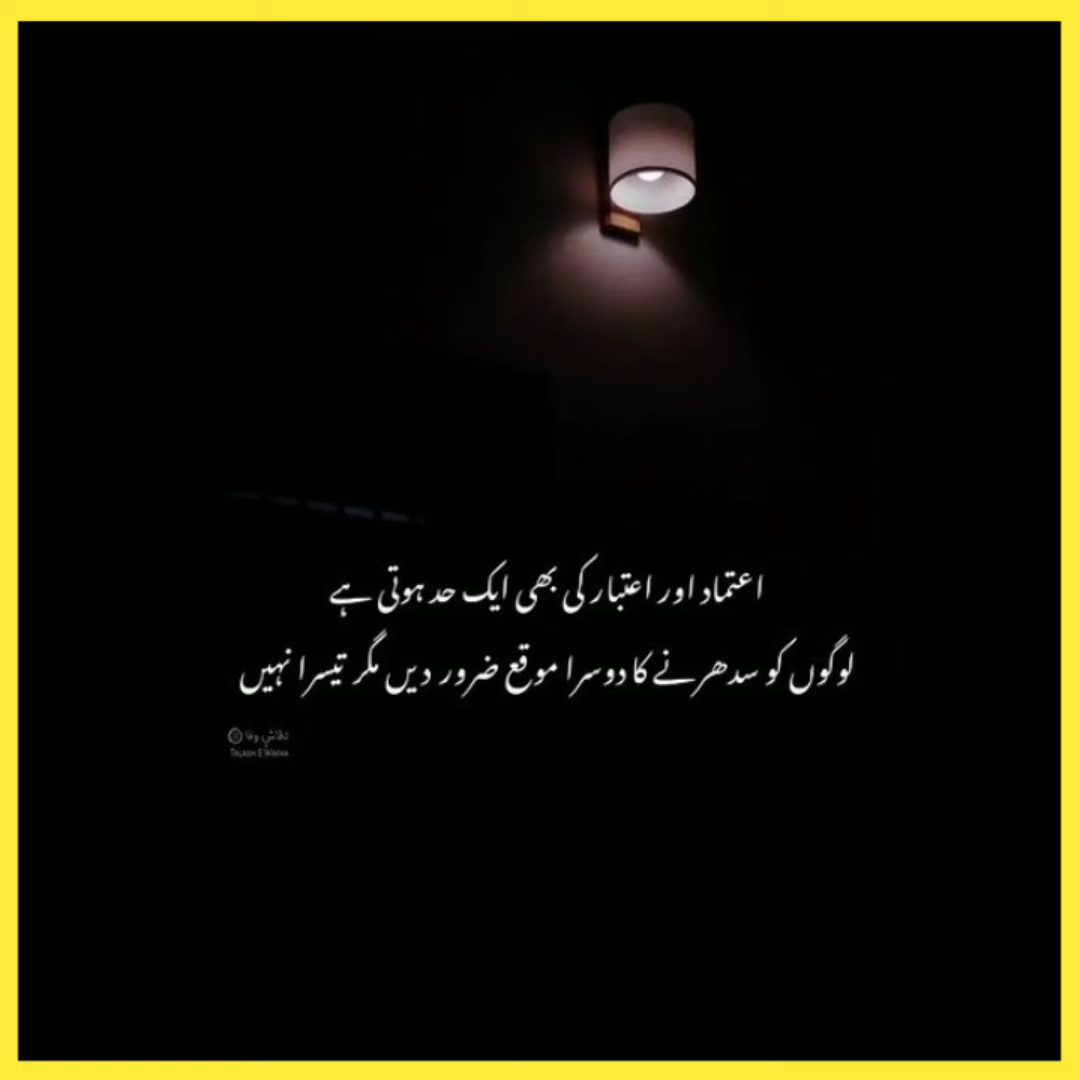 اعتماد اور اعتبار کی بھی ایک حد ہوتی ہے
لوگوں کو سدھرنے کا دوسرا موقع ضرور دیں مگر تیسرا نہیں
تلاشِ وفا
TALASH E WAFAA